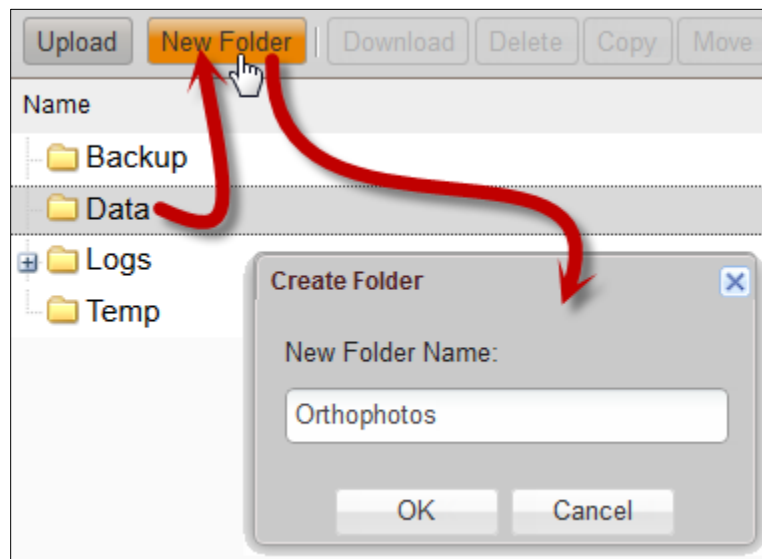 Upload New Folder Download Delete Copy Move
Name
Backup
Data
Logs
Temp
Create Folder
New Folder Name:
Orthophotos
OK Cancel